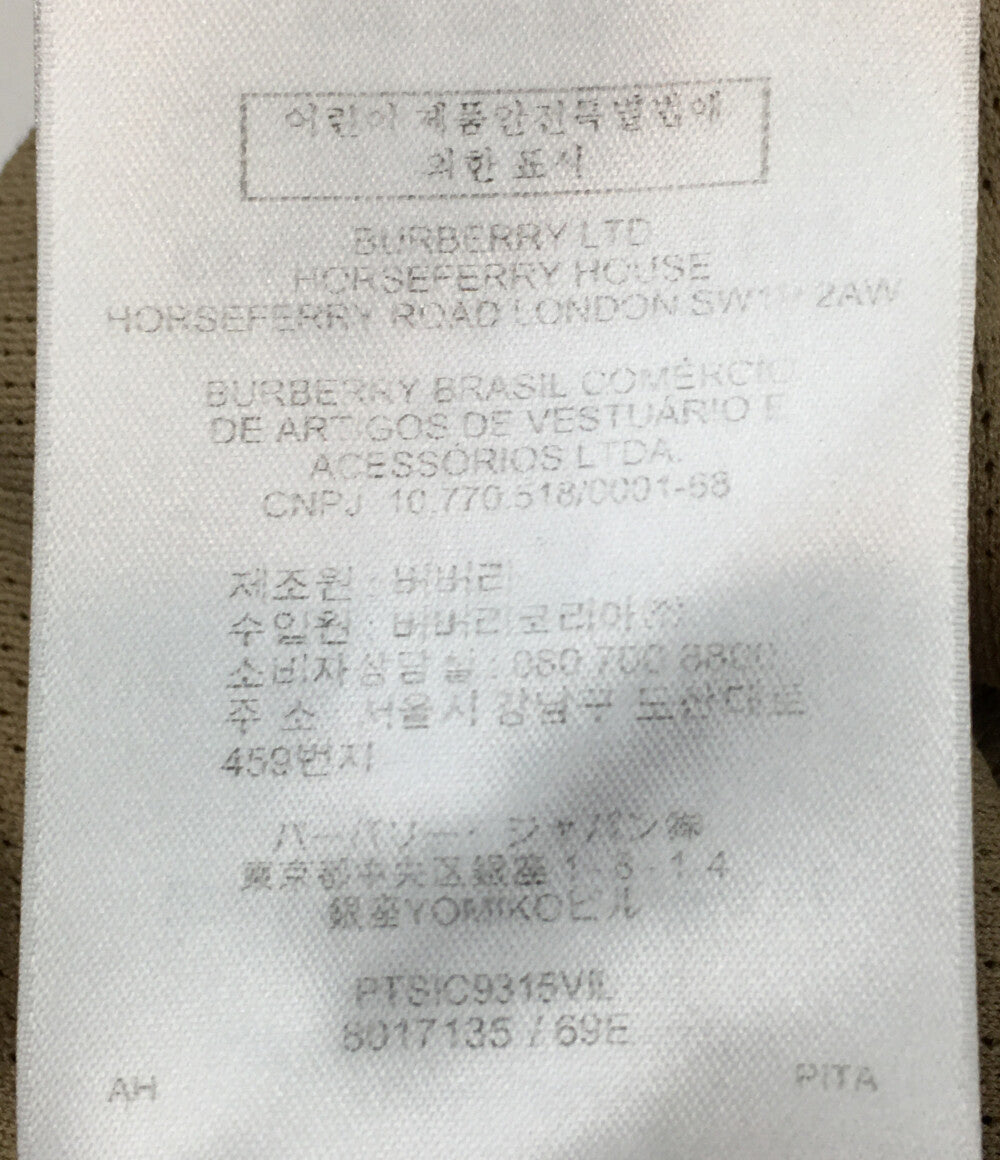 어린이 제품안전특별법에
의한 표시
BURBERRY LTD
HORSEFERRY HOUSE
HORSEFERRY ROAD LONDON SW1P 2AW
BURBERRY BRASIL COMÉRCIO
DE ARTIGOS DE VESTUÁRIO E
ACESSÓRIOS LTDA.
CNPJ 10.770.518/0001-68
제조원 : 버버리
수입원 : 버버리코리아㈜
소비자상담실 : 080 700 8800
주 소 : 서울시 강남구 도산대로
459번지
バーバリー・ジャパン㈱
東京都中央区銀座1-8-14
銀座YOMIKOビル
PTSIC9315VIL
8017135 / 69E
AH
PITA